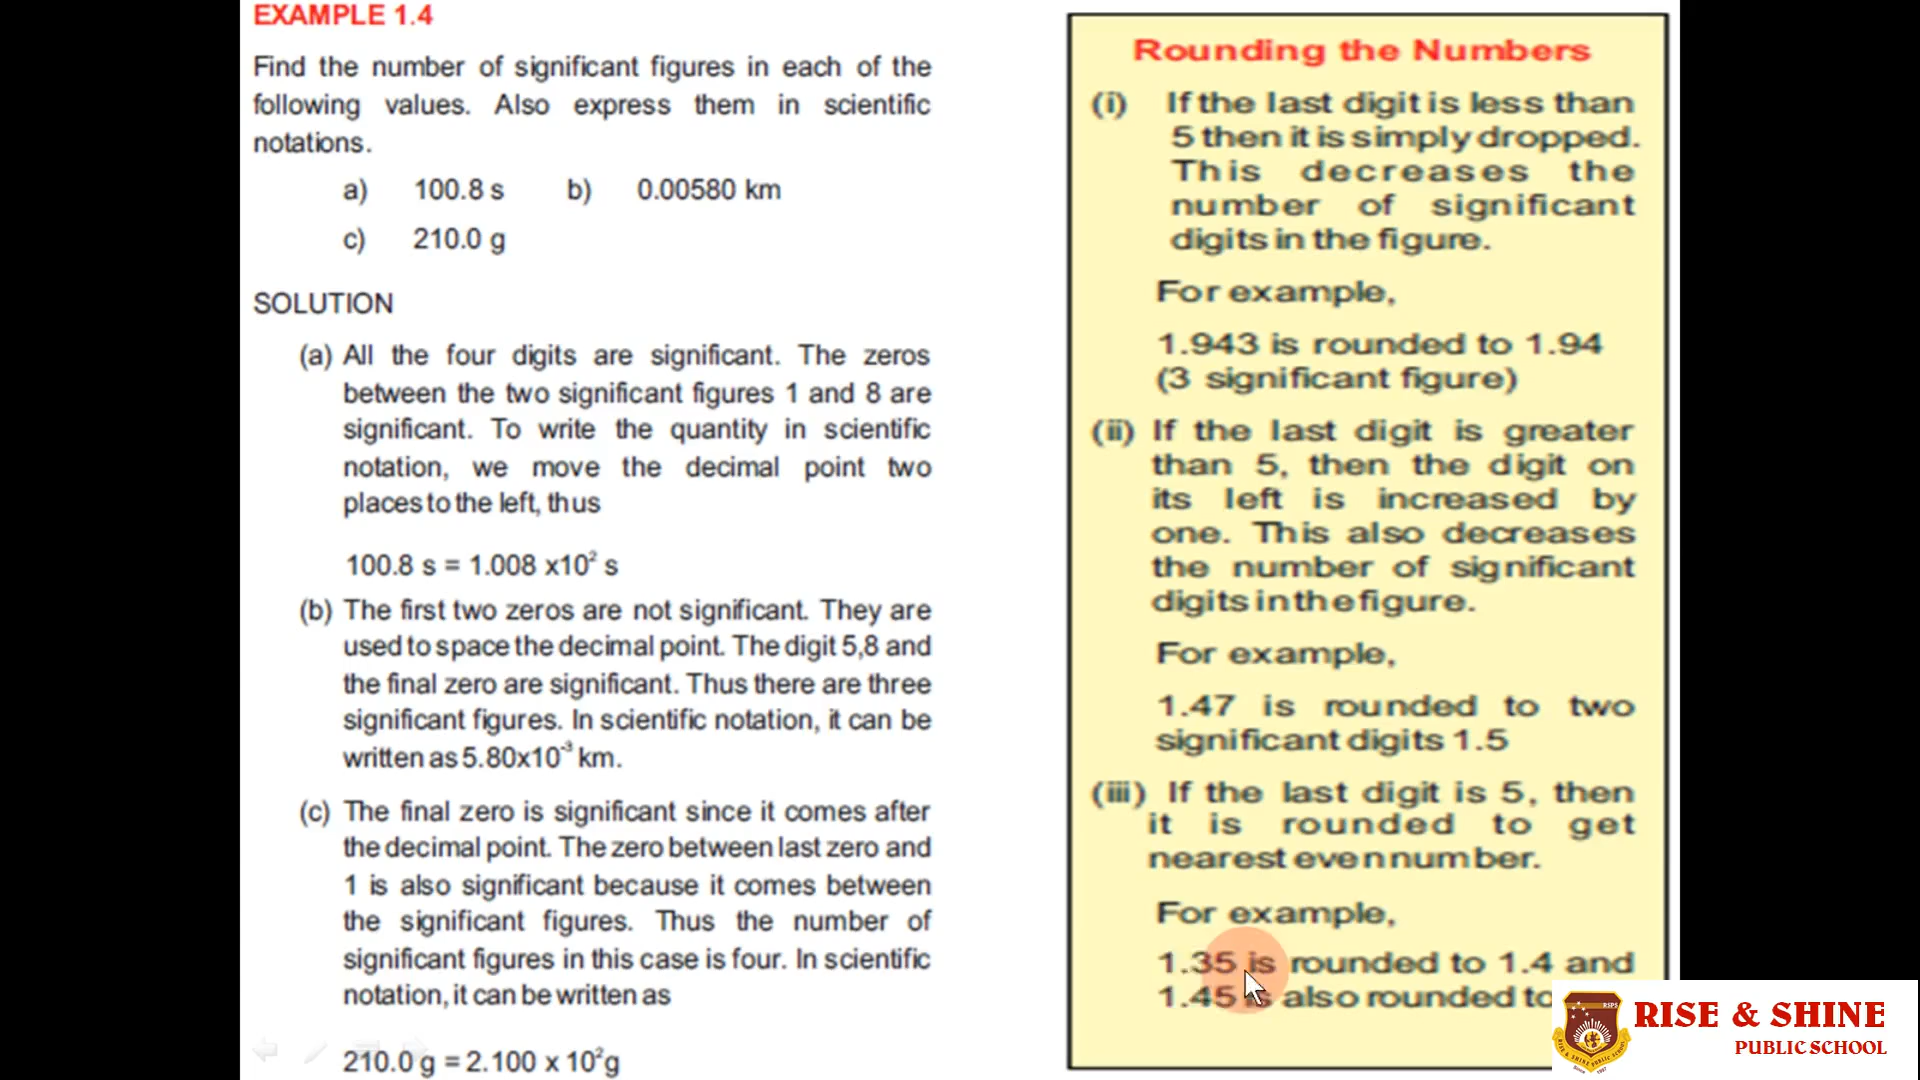 EXAMPLE 1.4
Find the number of significant figures in each of the
following values. Also express them in scientific
notations.
a) 100.8 s b) 0.00580 km
c) 210.0 g
SOLUTION
(a) All the four digits are significant. The zeros
between the two significant figures 1 and 8 are
significant. To write the quantity in scientific
notation, we move the decimal point two
places to the left, thus
100.8 s = 1.008 x10² s
(b) The first two zeros are not significant. They are
used to space the decimal point. The digit 5,8 and
the final zero are significant. Thus there are three
significant figures. In scientific notation, it can be
written as 5.80x10⁻³ km.
(c) The final zero is significant since it comes after
the decimal point. The zero between last zero and
1 is also significant because it comes between
the significant figures. Thus the number of
significant figures in this case is four. In scientific
notation, it can be written as
210.0 g = 2.100 x 10² g
Rounding the Numbers
(i) If the last digit is less than
5 then it is simply dropped.
This decreases the
number of significant
digits in the figure.
For example,
1.943 is rounded to 1.94
(3 significant figure)
(ii) If the last digit is greater
than 5, then the digit on
its left is increased by
one. This also decreases
the number of significant
digits in the figure.
For example,
1.47 is rounded to two
significant digits 1.5
(iii) If the last digit is 5, then
it is rounded to get
nearest even number.
For example,
1.35 is rounded to 1.4 and
1.45 is also rounded to
RSPS
RISE & SHINE
PUBLIC SCHOOL